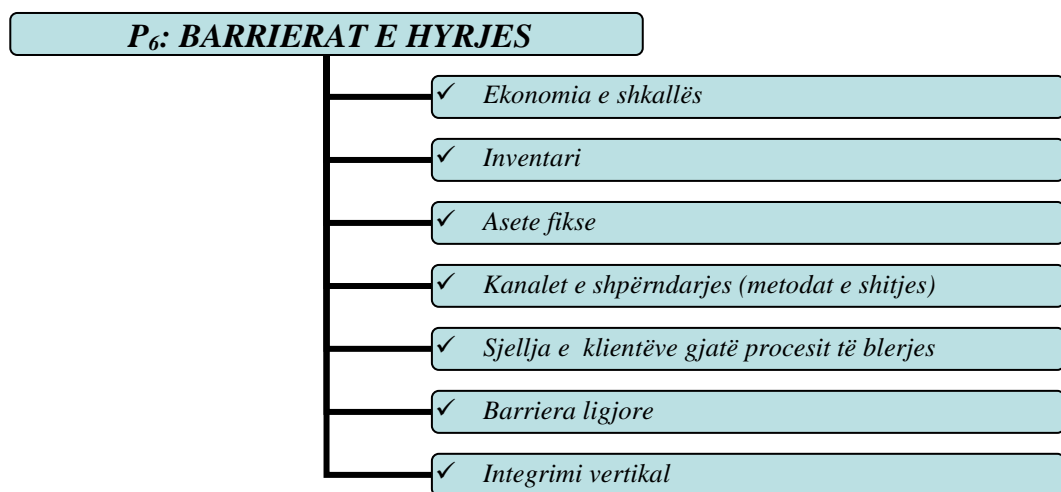 P₆: BARRIERAT E HYRJES
✓ Ekonomia e shkallës
✓ Inventari
✓ Asete fikse
✓ Kanalet e shpërndarjes (metodat e shitjes)
✓ Sjellja e klientëve gjatë procesit të blerjes
✓ Barriera ligjore
✓ Integrimi vertikal